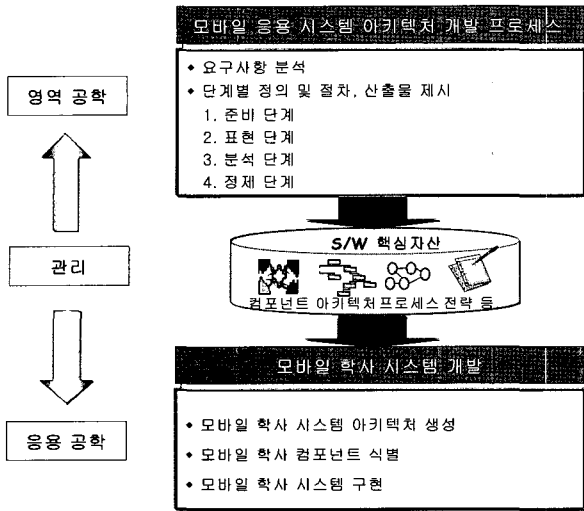 모바일 응용 시스템 아키텍처 개발 프로세스
• 요구사항 분석
• 단계별 정의 및 절차, 산출물 제시
1. 준비 단계
2. 표현 단계
3. 분석 단계
4. 정제 단계
영역 공학
관리
응용 공학
S/W 핵심자산
컴포넌트 아키텍처 프로세스 전략 등
모바일 학사 시스템 개발
• 모바일 학사 시스템 아키텍처 생성
• 모바일 학사 컴포넌트 식별
• 모바일 학사 시스템 구현